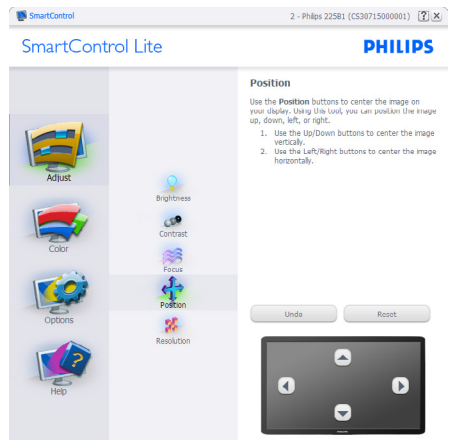 SmartControl
2 - Philips 225B1 (CS30715000001)
?
X
SmartControl Lite
PHILIPS
Position
Use the Position buttons to center the image on
your display. Using this tool, you can position the image
up, down, left, or right.
1. Use the Up/Down buttons to center the image
vertically.
2. Use the Left/Right buttons to center the image
horizontally.
Adjust
Color
Options
Help
Brightness
Contrast
Focus
Position
Resolution
Undo
Reset